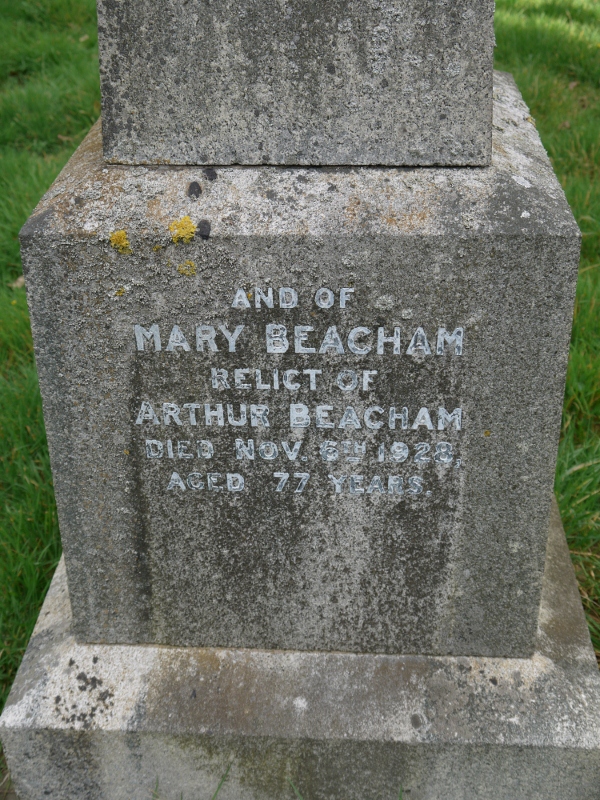 AND OF
MARY BEACHAM
RELICT OF
ARTHUR BEACHAM
DIED NOV. 6TH 1928,
AGED 77 YEARS.